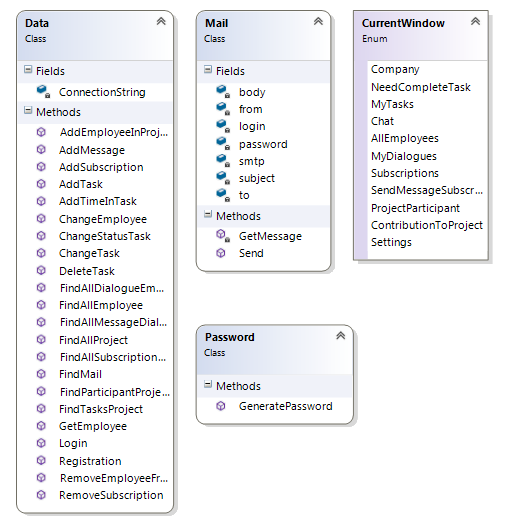 Data
Class
Fields
ConnectionString
Methods
AddEmployeeInProj...
AddMessage
AddSubscription
AddTask
AddTimeInTask
ChangeEmployee
ChangeStatusTask
ChangeTask
DeleteTask
FindAllDialogueEm...
FindAllEmployee
FindAllMessageDial...
FindAllProject
FindAllSubscription...
FindMail
FindParticipantProje...
FindTasksProject
GetEmployee
Login
Registration
RemoveEmployeeFr...
RemoveSubscription
Mail
Class
Fields
body
from
login
password
smtp
subject
to
Methods
GetMessage
Send
CurrentWindow
Enum
Company
NeedCompleteTask
MyTasks
Chat
AllEmployees
MyDialogues
Subscriptions
SendMessageSubscr...
ProjectParticipant
ContributionToProject
Settings
Password
Class
Methods
GeneratePassword